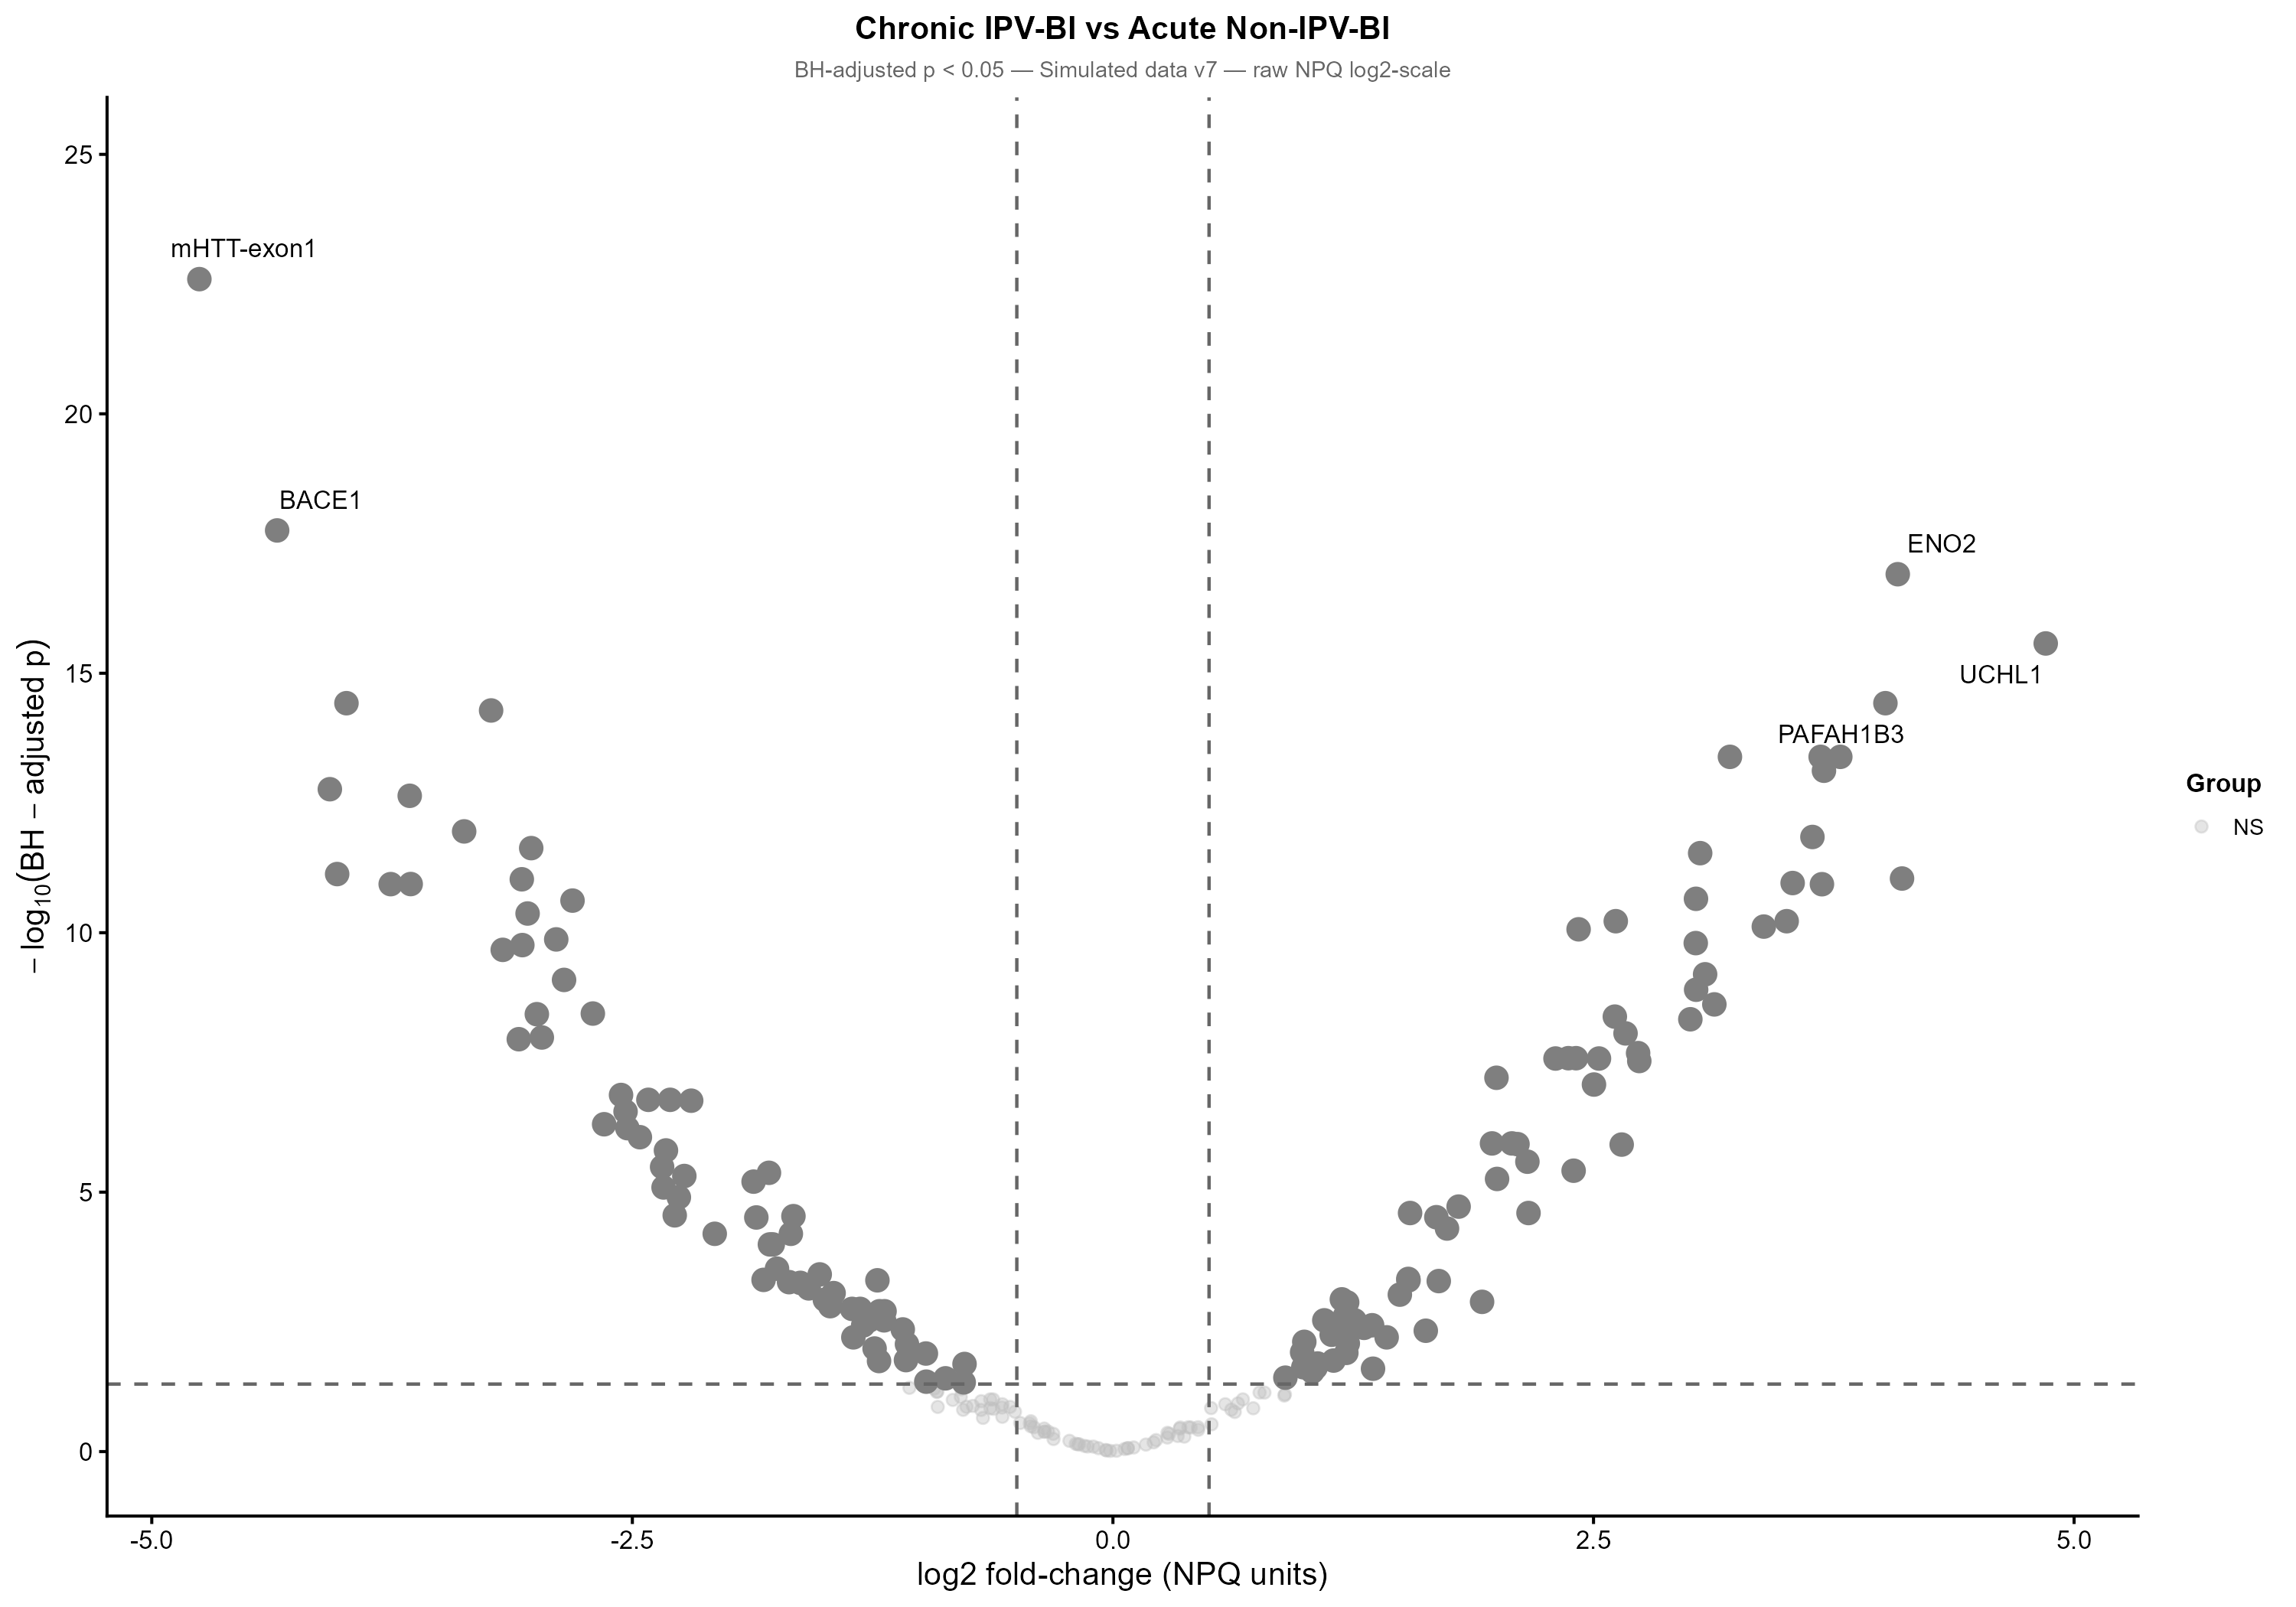 Chronic IPV-BI vs Acute Non-IPV-BI
BH-adjusted p < 0.05 — Simulated data v7 — raw NPQ log2-scale
25
20
15
10
5
0
− log10(BH − adjusted p)
mHTT-exon1
BACE1
ENO2
UCHL1
PAFAH1B3
Group
NS
-5.0
-2.5
0.0
2.5
5.0
log2 fold-change (NPQ units)